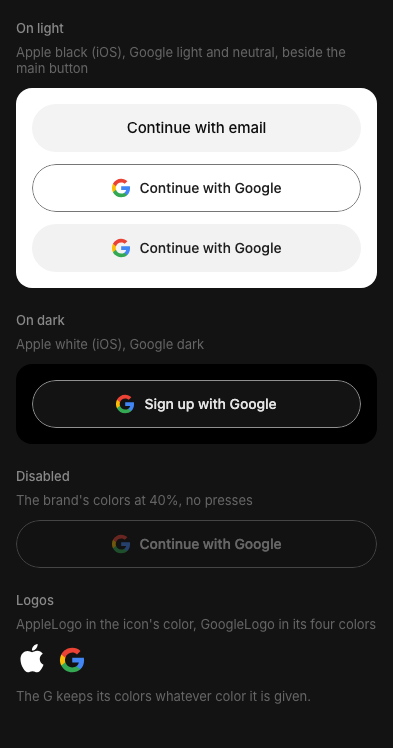 On light
Apple black (iOS), Google light and neutral, beside the
main button
Continue with email
Continue with Google
Continue with Google
On dark
Apple white (iOS), Google dark
Sign up with Google
Disabled
The brand's colors at 40%, no presses
Continue with Google
Logos
AppleLogo in the icon's color, GoogleLogo in its four colors
The G keeps its colors whatever color it is given.